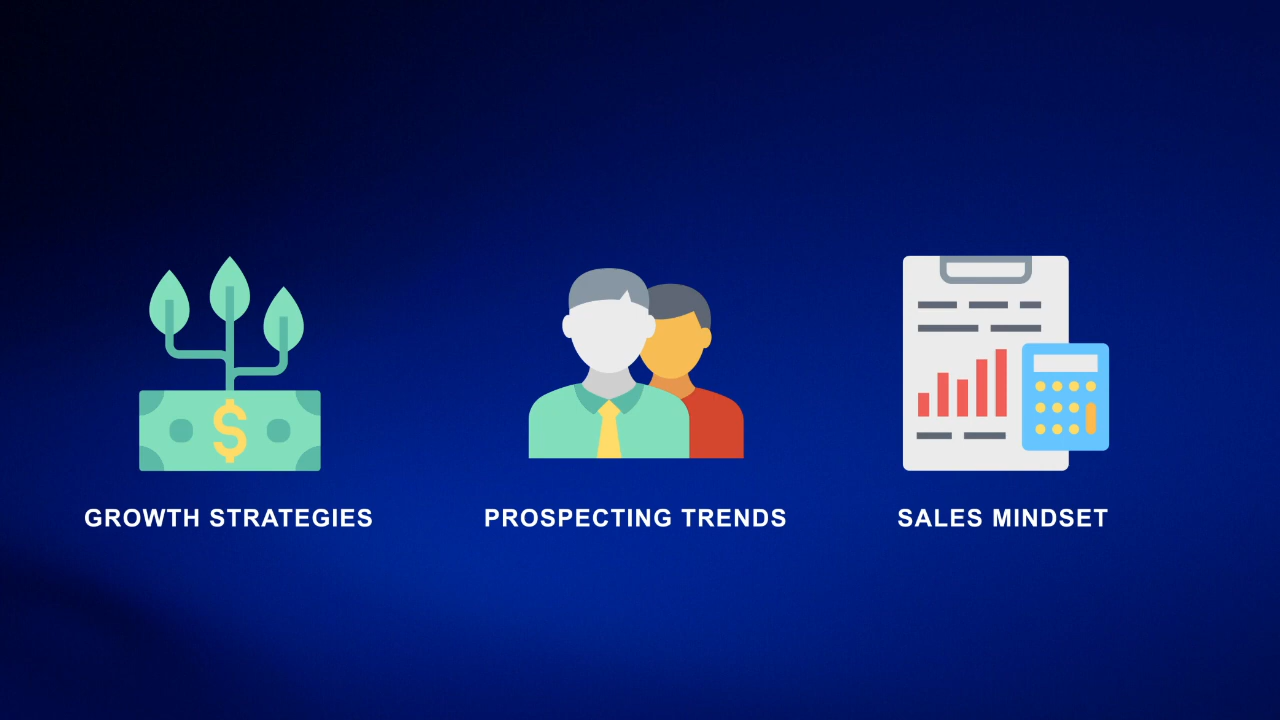 GROWTH STRATEGIES
PROSPECTING TRENDS
SALES MINDSET
$